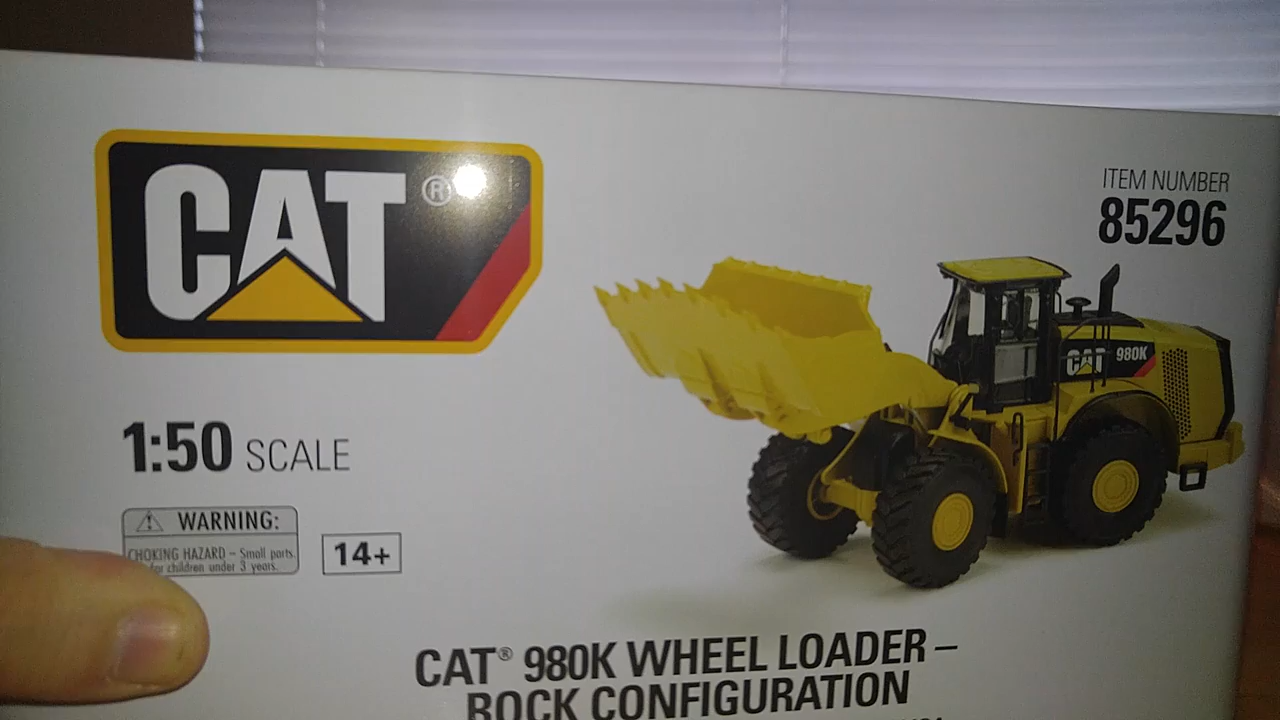 CAT®
ITEM NUMBER
85296
CAT 980K
1:50 SCALE
WARNING:
CHOKING HAZARD – Small parts.
for children under 3 years.
14+
CAT® 980K WHEEL LOADER –
ROCK CONFIGURATION